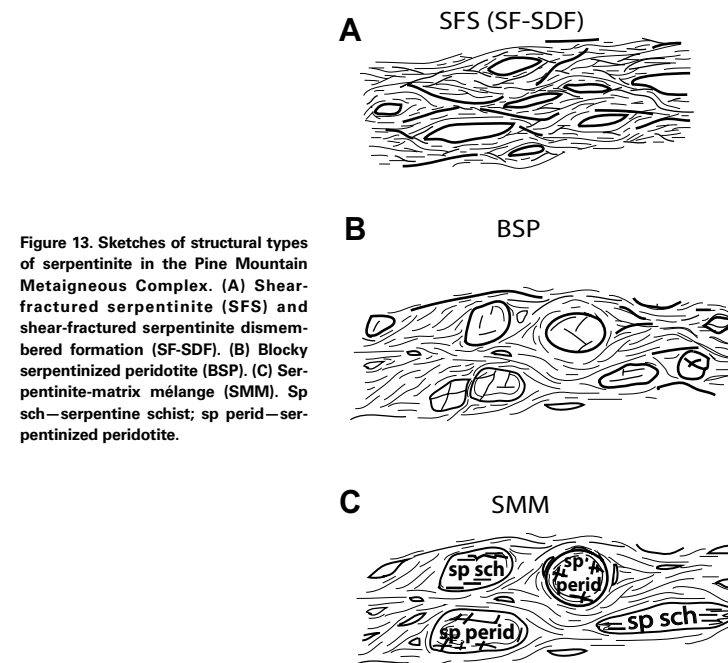 A
SFS (SF-SDF)
B
BSP
Figure 13. Sketches of structural types
of serpentinite in the Pine Mountain
Metaigneous Complex. (A) Shear-
fractured serpentinite (SFS) and
shear-fractured serpentinite dismem-
bered formation (SF-SDF). (B) Blocky
serpentinized peridotite (BSP). (C) Ser-
pentinite-matrix mélange (SMM). Sp
sch—serpentine schist; sp perid—ser-
pentinized peridotite.
C
SMM
sp sch
sp
perid
sp perid
sp sch